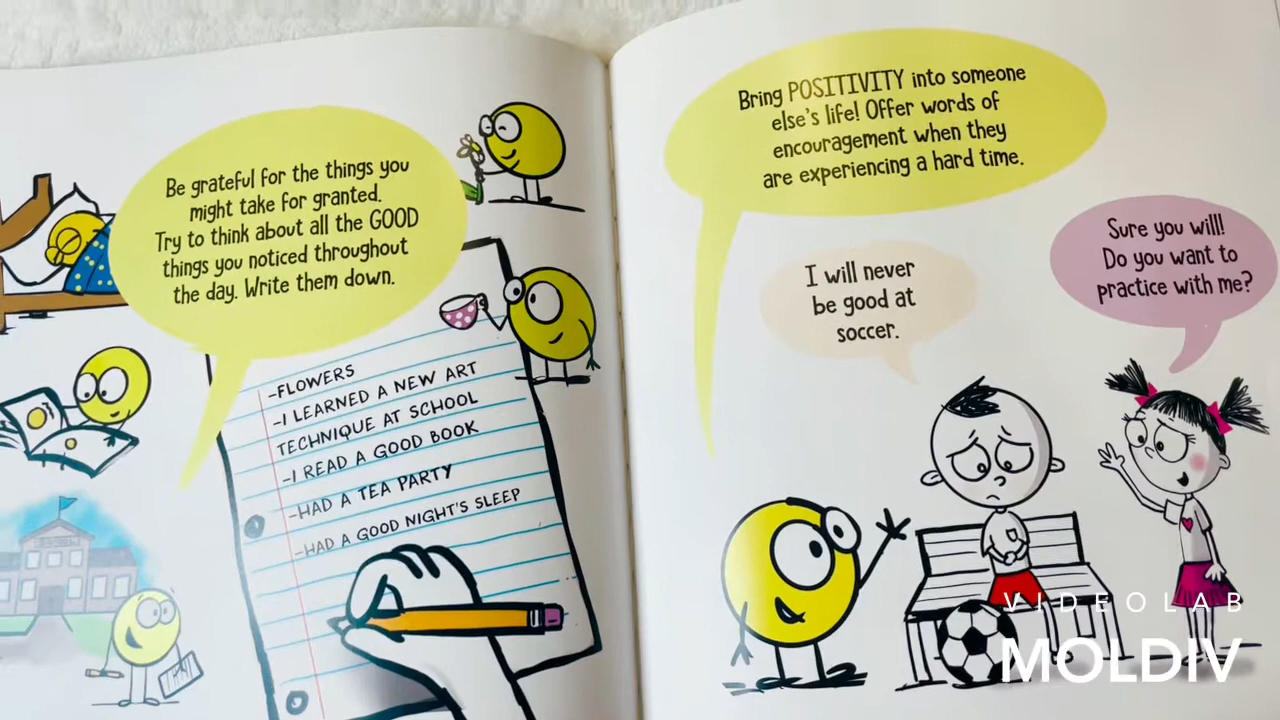 Be grateful for the things you
might take for granted.
Try to think about all the GOOD
things you noticed throughout
the day. Write them down.
-FLOWERS
-I LEARNED A NEW ART
TECHNIQUE AT SCHOOL
-I READ A GOOD BOOK
-HAD A TEA PARTY
-HAD A GOOD NIGHT'S SLEEP
Bring POSITIVITY into someone
else's life! Offer words of
encouragement when they
are experiencing a hard time.
I will never
be good at
soccer.
Sure you will!
Do you want to
practice with me?
VIDEOLAB
MOLDIV